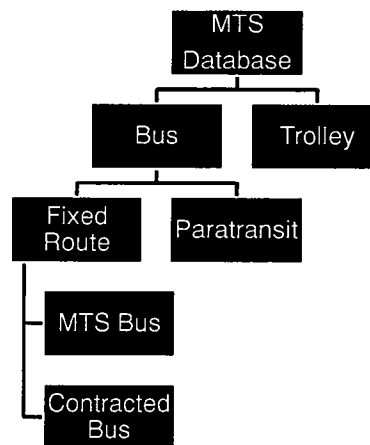 MTS
Database
Bus
Trolley
Fixed
Route
Paratransit
MTS Bus
Contracted
Bus